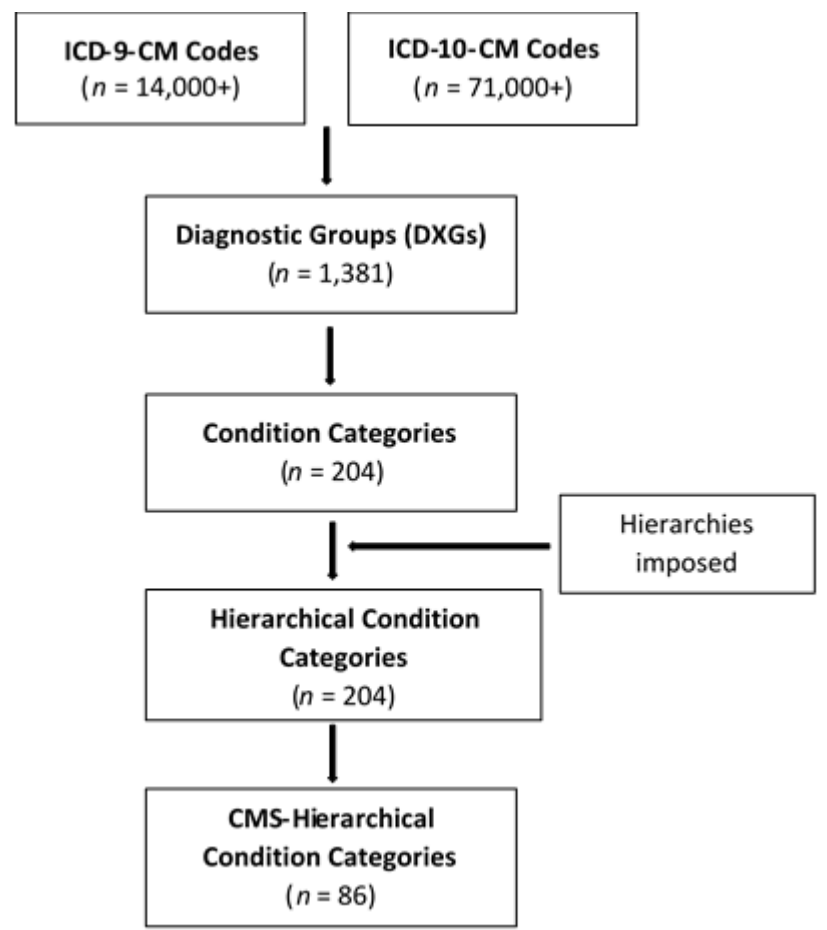 ICD-9-CM Codes
(n = 14,000+)
ICD-10-CM Codes
(n = 71,000+)
Diagnostic Groups (DXGs)
(n = 1,381)
Condition Categories
(n = 204)
Hierarchies
imposed
Hierarchical Condition
Categories
(n = 204)
CMS-Hierarchical
Condition Categories
(n = 86)